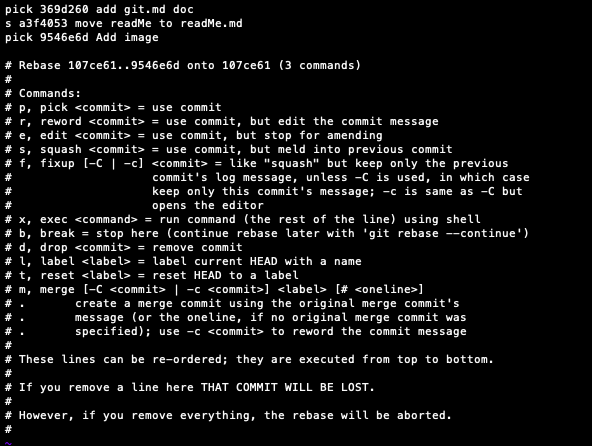 pick 369d260 add git.md doc
s a3f4053 move readMe to readMe.md
pick 9546e6d Add image

# Rebase 107ce61..9546e6d onto 107ce61 (3 commands)
#
# Commands:
# p, pick <commit> = use commit
# r, reword <commit> = use commit, but edit the commit message
# e, edit <commit> = use commit, but stop for amending
# s, squash <commit> = use commit, but meld into previous commit
# f, fixup [-C | -c] <commit> = like "squash" but keep only the previous
#                    commit's log message, unless -C is used, in which case
#                    keep only this commit's message; -c is same as -C but
#                    opens the editor
# x, exec <command> = run command (the rest of the line) using shell
# b, break = stop here (continue rebase later with 'git rebase --continue')
# d, drop <commit> = remove commit
# l, label <label> = label current HEAD with a name
# t, reset <label> = reset HEAD to a label
# m, merge [-C <commit> | -c <commit>] <label> [# <oneline>]
# .       create a merge commit using the original merge commit's
# .       message (or the oneline, if no original merge commit was
# .       specified); use -c <commit> to reword the commit message
#
# These lines can be re-ordered; they are executed from top to bottom.
#
# If you remove a line here THAT COMMIT WILL BE LOST.
#
# However, if you remove everything, the rebase will be aborted.
#
~